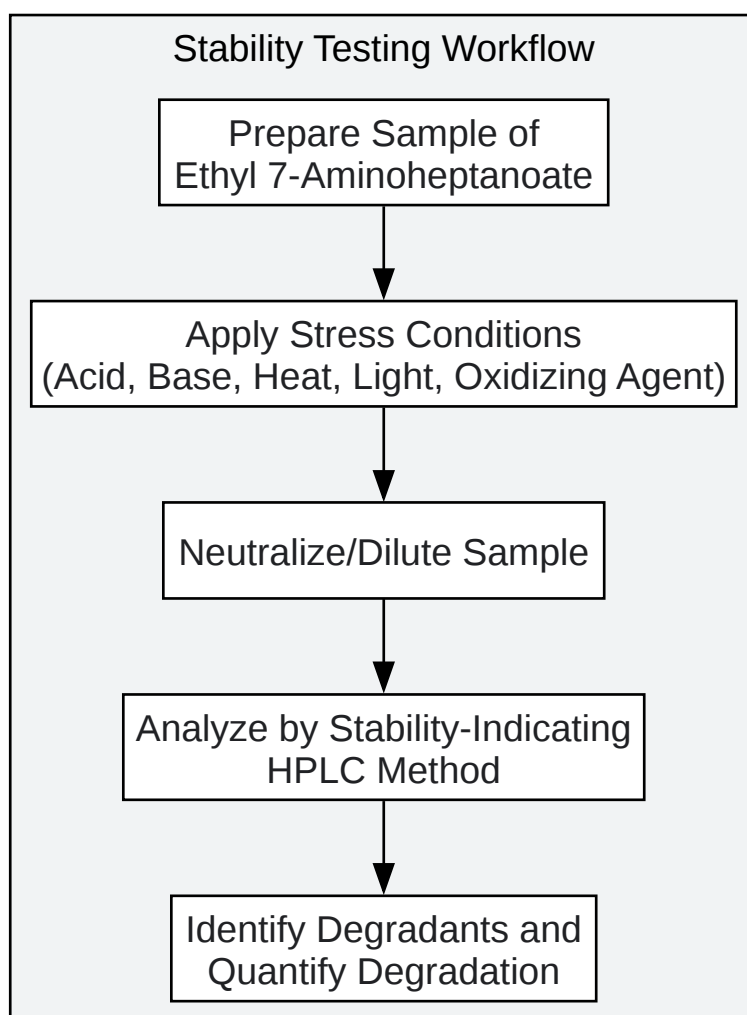 Stability Testing Workflow
Prepare Sample of
Ethyl 7-Aminoheptanoate
Apply Stress Conditions
(Acid, Base, Heat, Light, Oxidizing Agent)
Neutralize/Dilute Sample
Analyze by Stability-Indicating
HPLC Method
Identify Degradants and
Quantify Degradation